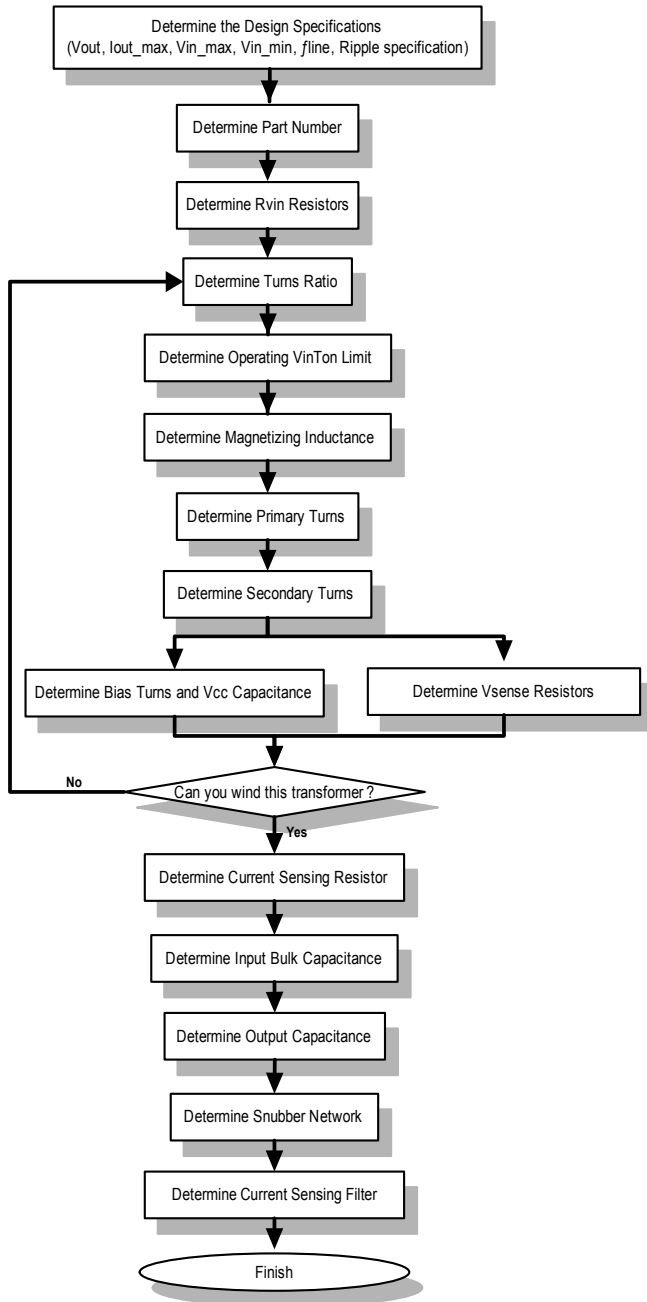 Determine the Design Specifications
(Vout, Iout_max, Vin_max, Vin_min, ƒline, Ripple specification)
Determine Part Number
Determine Rvin Resistors
Determine Turns Ratio
Determine Operating VinTon Limit
Determine Magnetizing Inductance
Determine Primary Turns
Determine Secondary Turns
Determine Bias Turns and Vcc Capacitance
Determine Vsense Resistors
No
Can you wind this transformer ?
Yes
Determine Current Sensing Resistor
Determine Input Bulk Capacitance
Determine Output Capacitance
Determine Snubber Network
Determine Current Sensing Filter
Finish